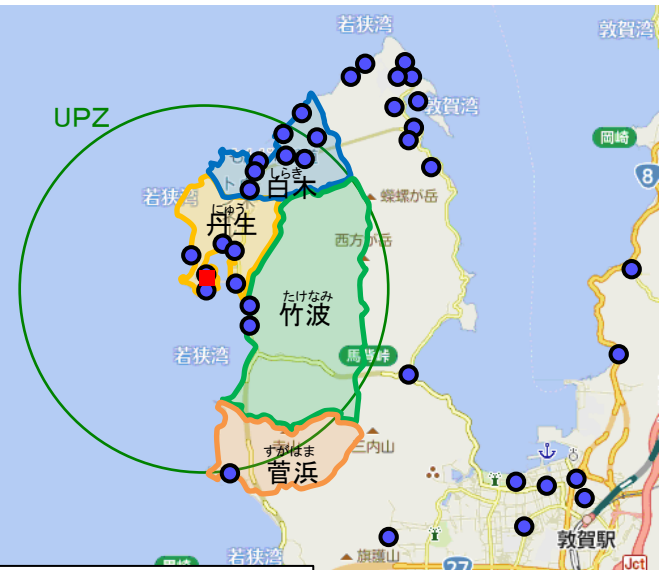 若狭湾
敦賀湾
UPZ
敦賀湾
岡崎
8
しらき
白木
蠑螺が岳
若狭湾
にゅう
丹生
西方が岳
たけなみ
竹波
若狭湾
馬背峠
三内山
すがはま
菅浜
敦賀駅
若狭湾
旗護山
27
Jct